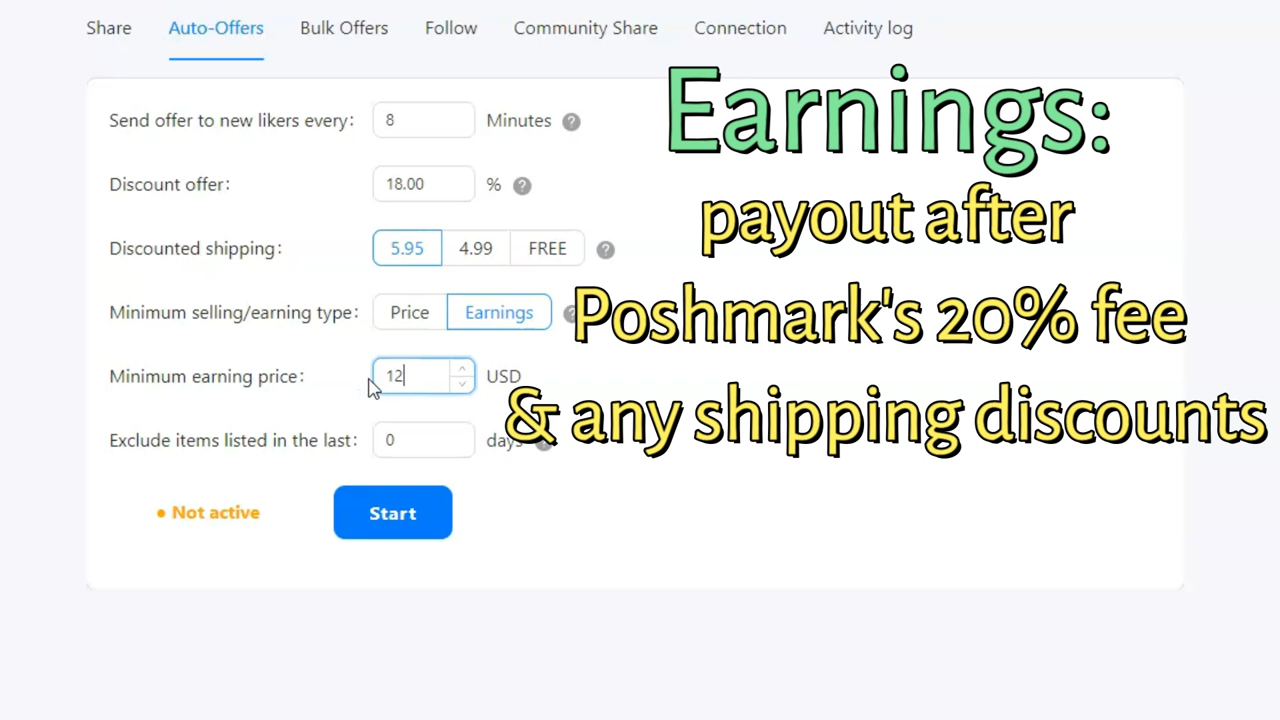 Share Auto-Offers Bulk Offers Follow Community Share Connection Activity log
Send offer to new likers every: 8 Minutes ?
Discount offer: 18.00 % ?
Discounted shipping: 5.95 4.99 FREE ?
Minimum selling/earning type: Price Earnings
Minimum earning price: 12 USD
Exclude items listed in the last: 0 days
● Not active Start
Earnings:
payout after
Poshmark's 20% fee
& any shipping discounts